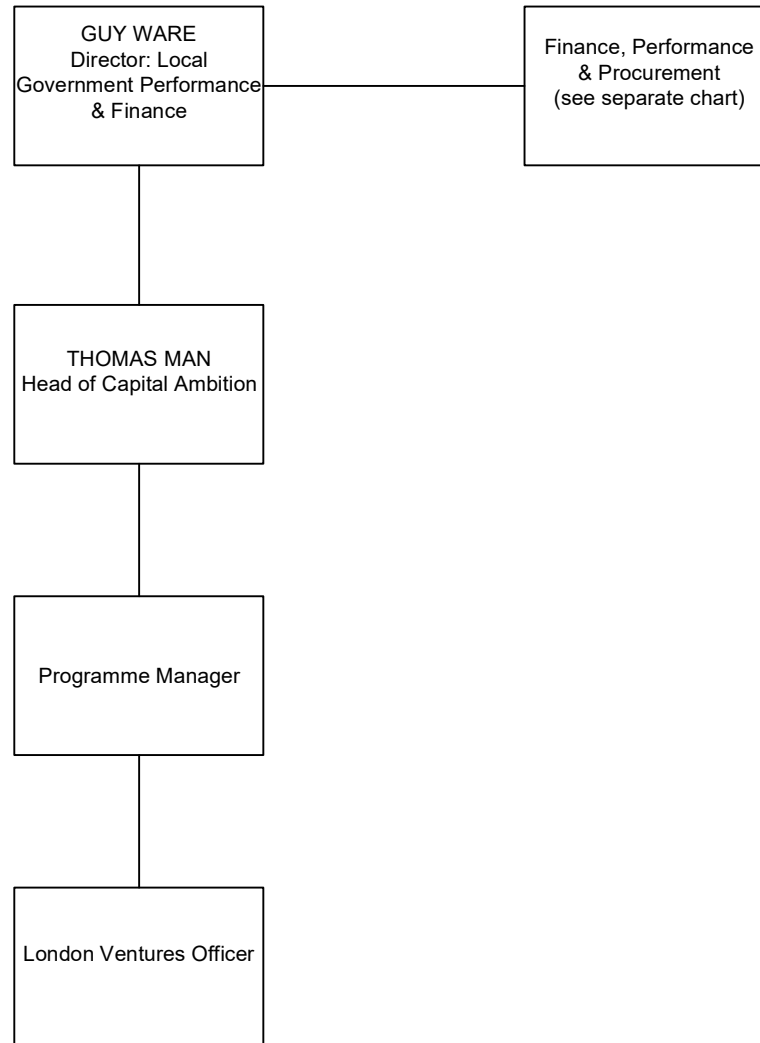 GUY WARE
Director: Local
Government Performance
& Finance
Finance, Performance
& Procurement
(see separate chart)
THOMAS MAN
Head of Capital Ambition
Programme Manager
London Ventures Officer